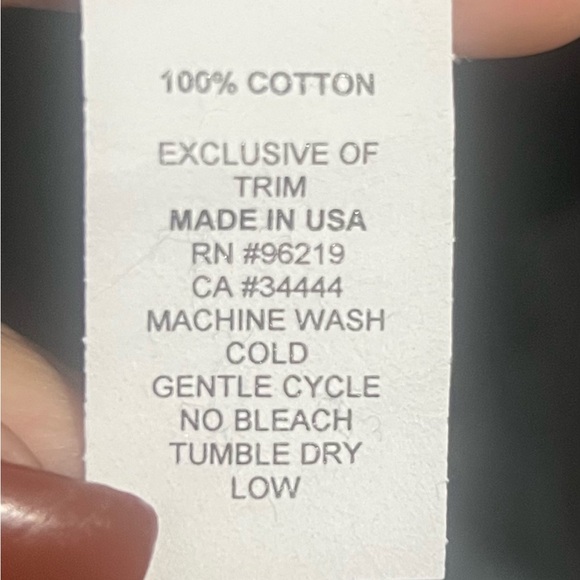 100% COTTON
EXCLUSIVE OF
TRIM
MADE IN USA
RN #96219
CA #34444
MACHINE WASH
COLD
GENTLE CYCLE
NO BLEACH
TUMBLE DRY
LOW